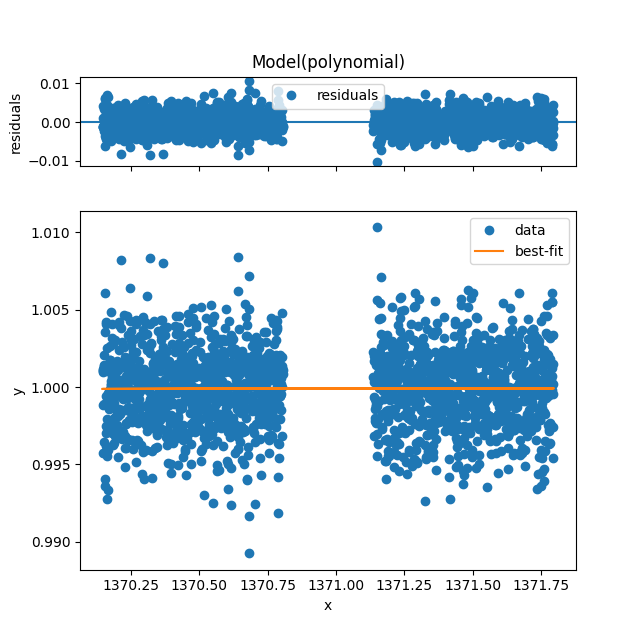 Model(polynomial)
0.01
0.00
−0.01
residuals
residuals
1.010
1.005
1.000
0.995
0.990
y
data
best-fit
1370.25 1370.50 1370.75 1371.00 1371.25 1371.50 1371.75
x